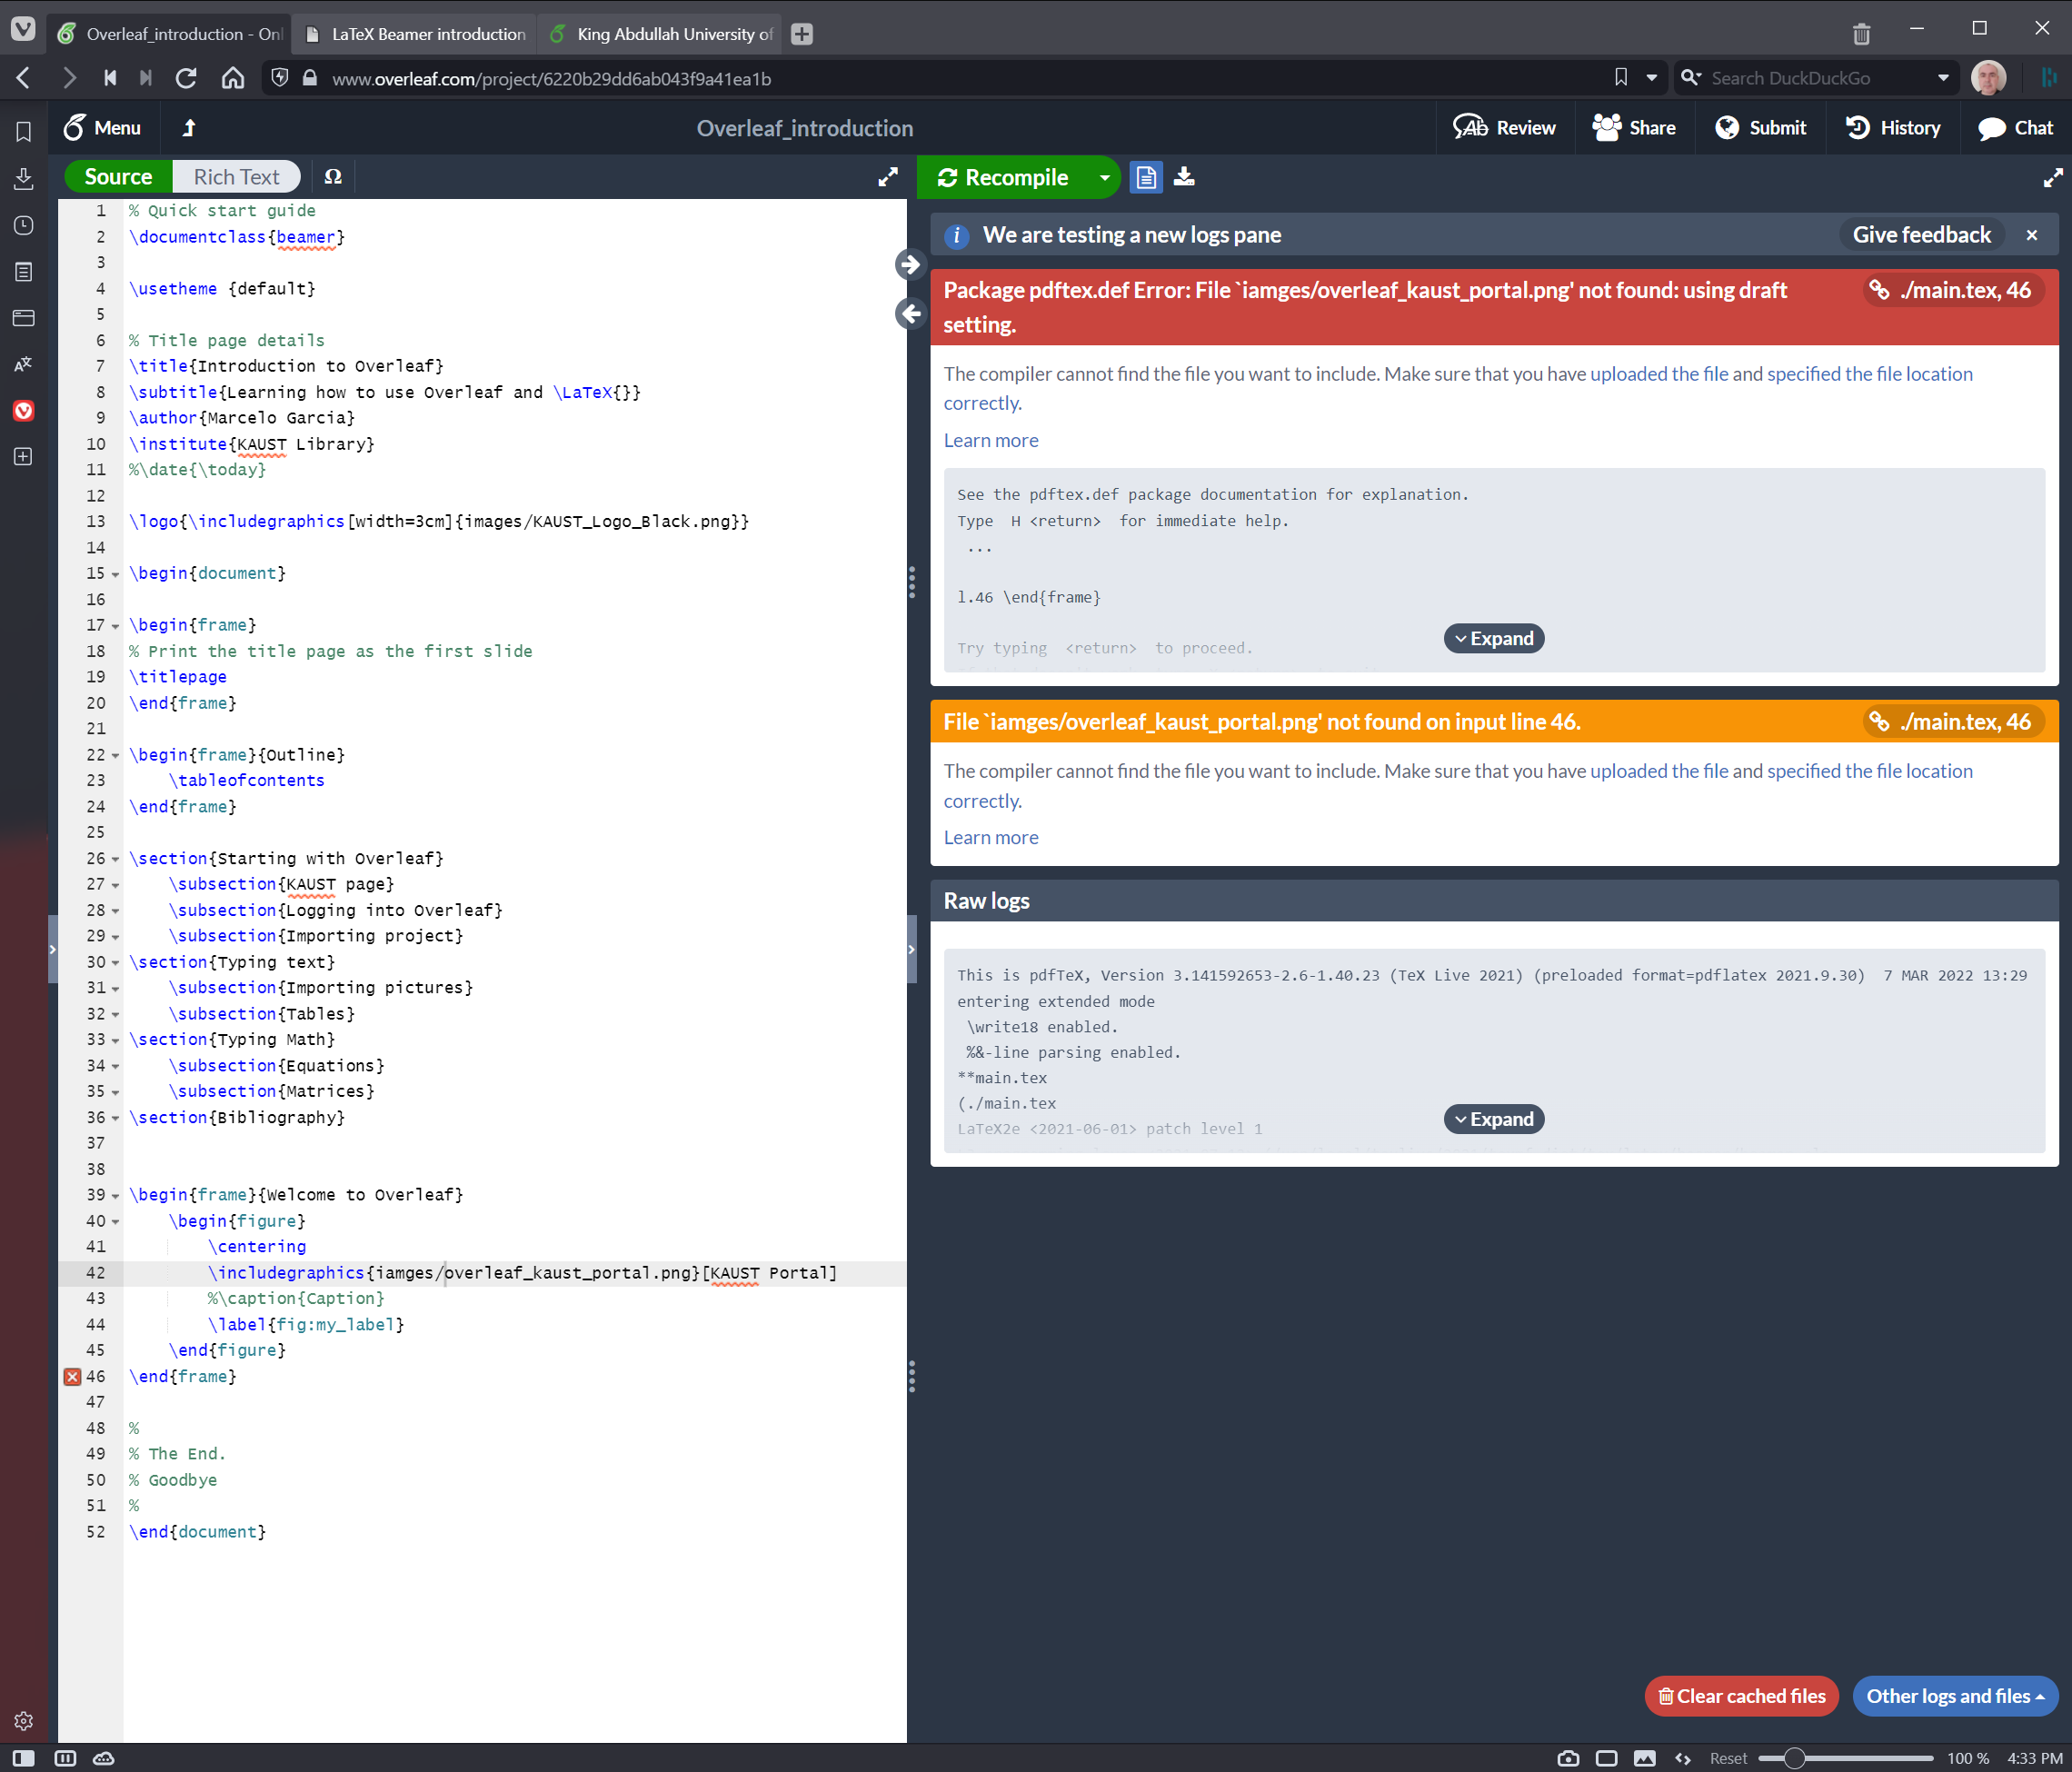 Overleaf_introduction - Onl
LaTeX Beamer introduction
King Abdullah University of
www.overleaf.com/project/6220b29dd6ab043f9a41ea1b
Search DuckDuckGo
Menu
Overleaf_introduction
Review
Share
Submit
History
Chat
Source
Rich Text
Ω
Recompile
1 % Quick start guide
2 \documentclass{beamer}
3
4 \usetheme {default}
5
6 % Title page details
7 \title{Introduction to Overleaf}
8 \subtitle{Learning how to use Overleaf and \LaTeX{}}
9 \author{Marcelo Garcia}
10 \institute{KAUST Library}
11 %\date{\today}
12
13 \logo{\includegraphics[width=3cm]{images/KAUST_Logo_Black.png}}
14
15 \begin{document}
16
17 \begin{frame}
18 % Print the title page as the first slide
19 \titlepage
20 \end{frame}
21
22 \begin{frame}{Outline}
23 \tableofcontents
24 \end{frame}
25
26 \section{Starting with Overleaf}
27 \subsection{KAUST page}
28 \subsection{Logging into Overleaf}
29 \subsection{Importing project}
30 \section{Typing text}
31 \subsection{Importing pictures}
32 \subsection{Tables}
33 \section{Typing Math}
34 \subsection{Equations}
35 \subsection{Matrices}
36 \section{Bibliography}
37
38
39 \begin{frame}{Welcome to Overleaf}
40 \begin{figure}
41 \centering
42 \includegraphics{iamges/overleaf_kaust_portal.png}[KAUST Portal]
43 %\caption{Caption}
44 \label{fig:my_label}
45 \end{figure}
46 \end{frame}
47
48 %
49 % The End.
50 % Goodbye
51 %
52 \end{document}
We are testing a new logs pane
Give feedback ×
Package pdftex.def Error: File `iamges/overleaf_kaust_portal.png' not found: using draft
setting.
./main.tex, 46
The compiler cannot find the file you want to include. Make sure that you have uploaded the file and specified the file location
correctly.
Learn more
See the pdftex.def package documentation for explanation.
Type H <return> for immediate help.
...
l.46 \end{frame}
Expand
Try typing <return> to proceed.
File `iamges/overleaf_kaust_portal.png' not found on input line 46.
./main.tex, 46
The compiler cannot find the file you want to include. Make sure that you have uploaded the file and specified the file location
correctly.
Learn more
Raw logs
This is pdfTeX, Version 3.141592653-2.6-1.40.23 (TeX Live 2021) (preloaded format=pdflatex 2021.9.30) 7 MAR 2022 13:29
entering extended mode
\write18 enabled.
%&-line parsing enabled.
**main.tex
(./main.tex
Expand
LaTeX2e <2021-06-01> patch level 1
Clear cached files
Other logs and files
Reset
100 %
4:33 PM